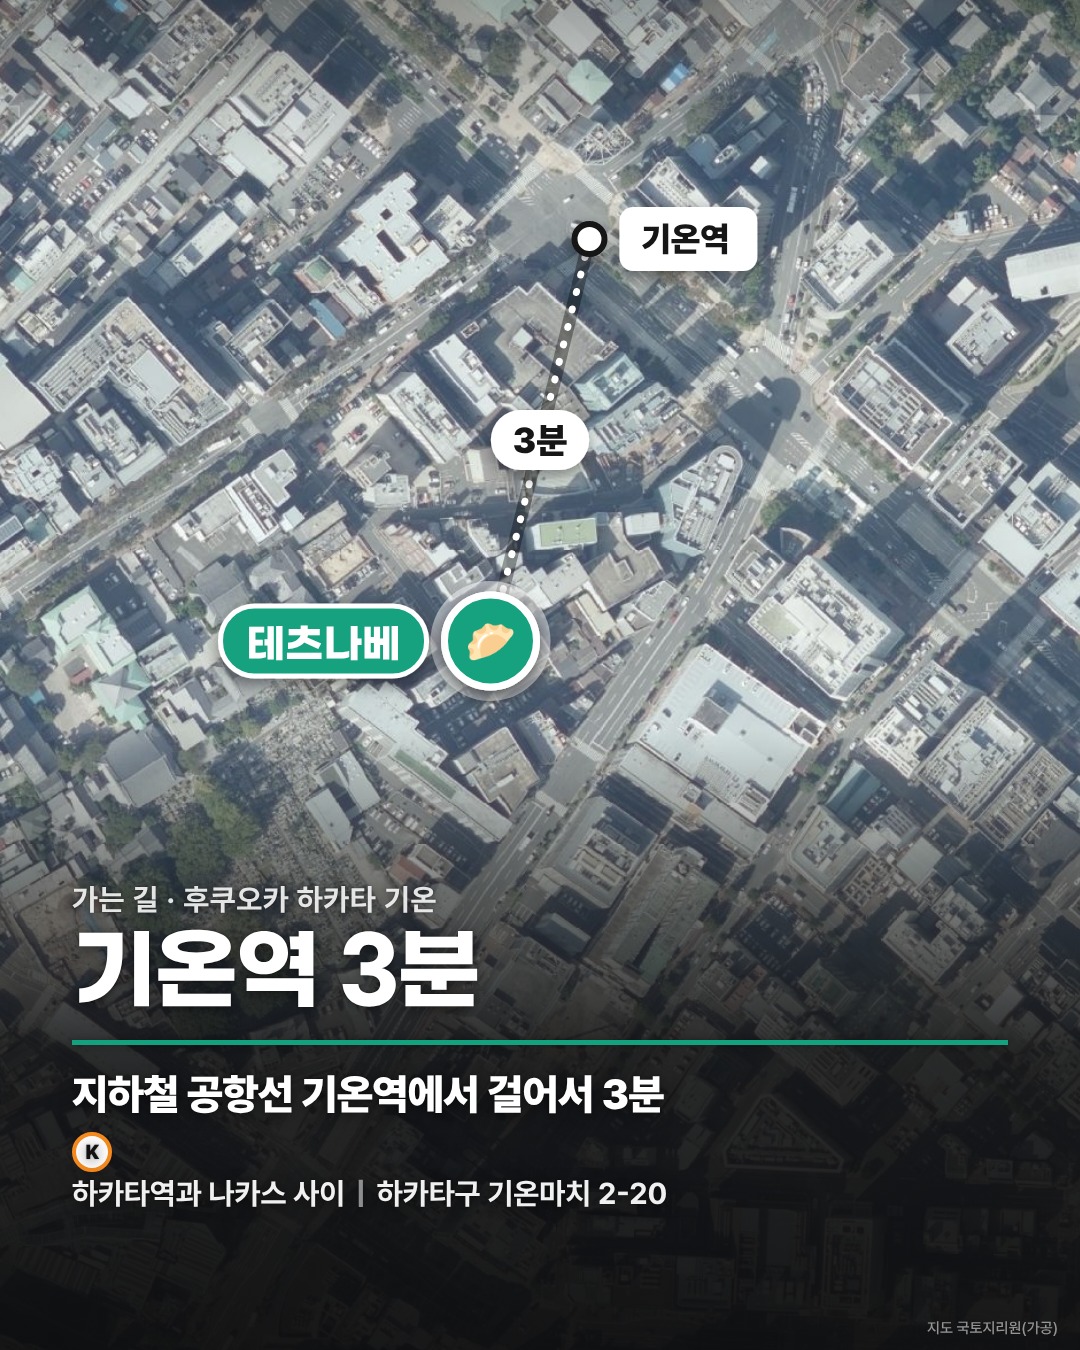 기온역
3분
테츠나베
가는 길 · 후쿠오카 하카타 기온
기온역 3분
지하철 공항선 기온역에서 걸어서 3분
K
하카타역과 나카스 사이 | 하카타구 기온마치 2-20
지도 국토지리원(가공)